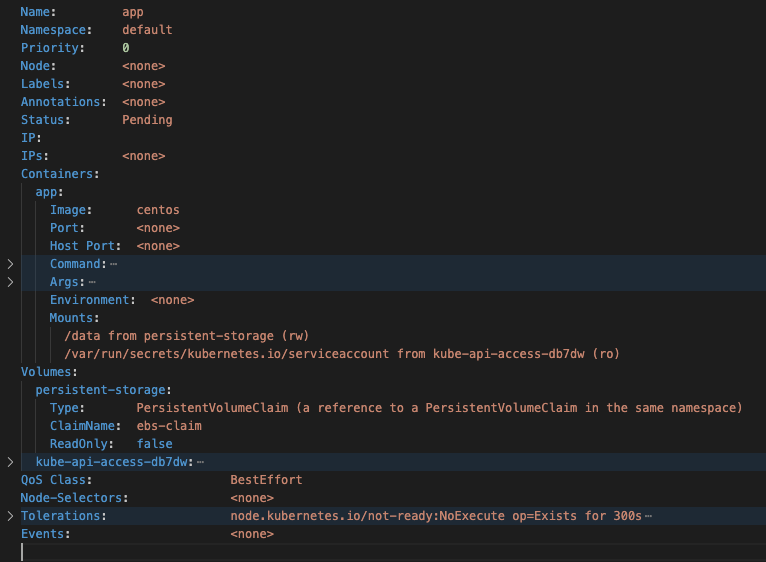 Name:         app
Namespace:    default
Priority:     0
Node:         <none>
Labels:       <none>
Annotations:  <none>
Status:       Pending
IP:
IPs:          <none>
Containers:
  app:
    Image:      centos
    Port:       <none>
    Host Port:  <none>
    Command:⋯
    Args:⋯
    Environment:  <none>
    Mounts:
      /data from persistent-storage (rw)
      /var/run/secrets/kubernetes.io/serviceaccount from kube-api-access-db7dw (ro)
Volumes:
  persistent-storage:
    Type:       PersistentVolumeClaim (a reference to a PersistentVolumeClaim in the same namespace)
    ClaimName:  ebs-claim
    ReadOnly:   false
  kube-api-access-db7dw:⋯
QoS Class:                   BestEffort
Node-Selectors:              <none>
Tolerations:                 node.kubernetes.io/not-ready:NoExecute op=Exists for 300s⋯
Events:                      <none>